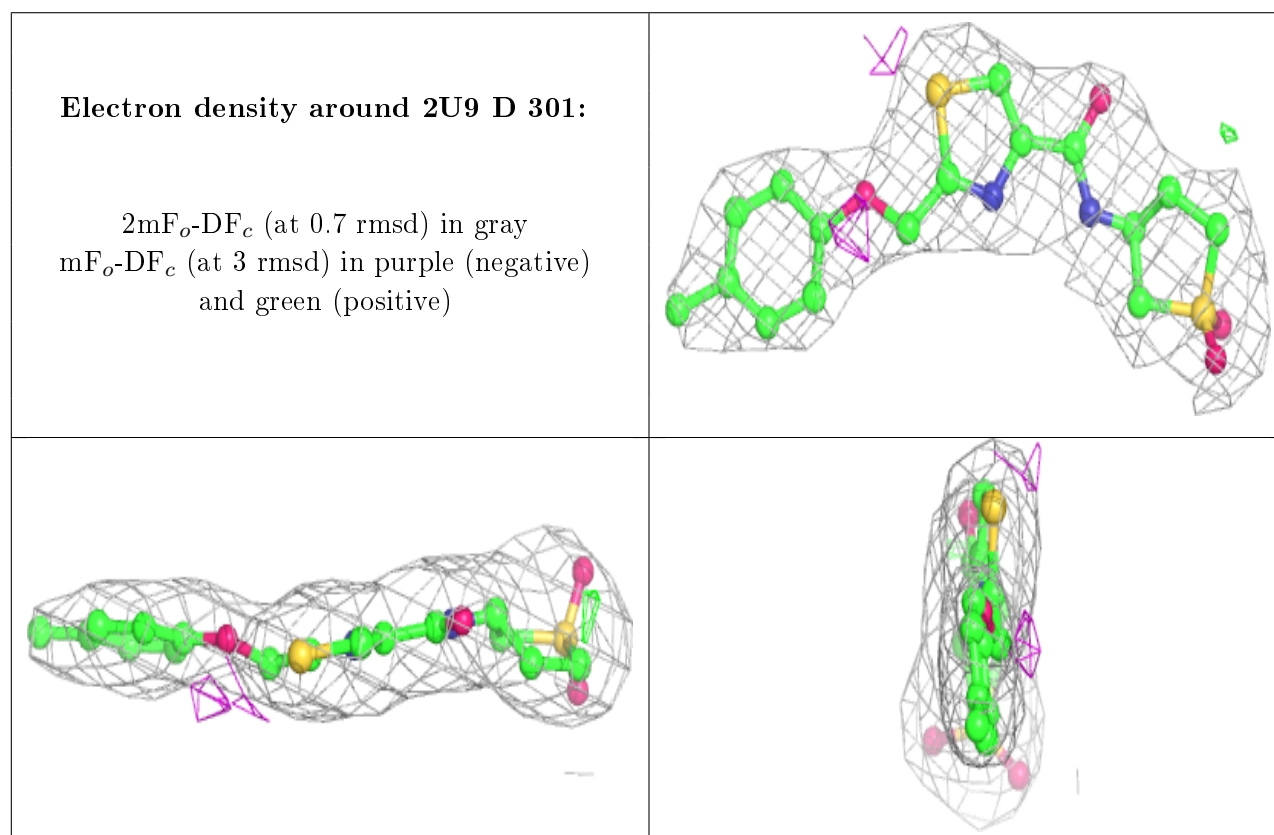 Electron density around 2U9 D 301:
2mFₒ-DF𝒸 (at 0.7 rmsd) in gray
mFₒ-DF𝒸 (at 3 rmsd) in purple (negative)
and green (positive)